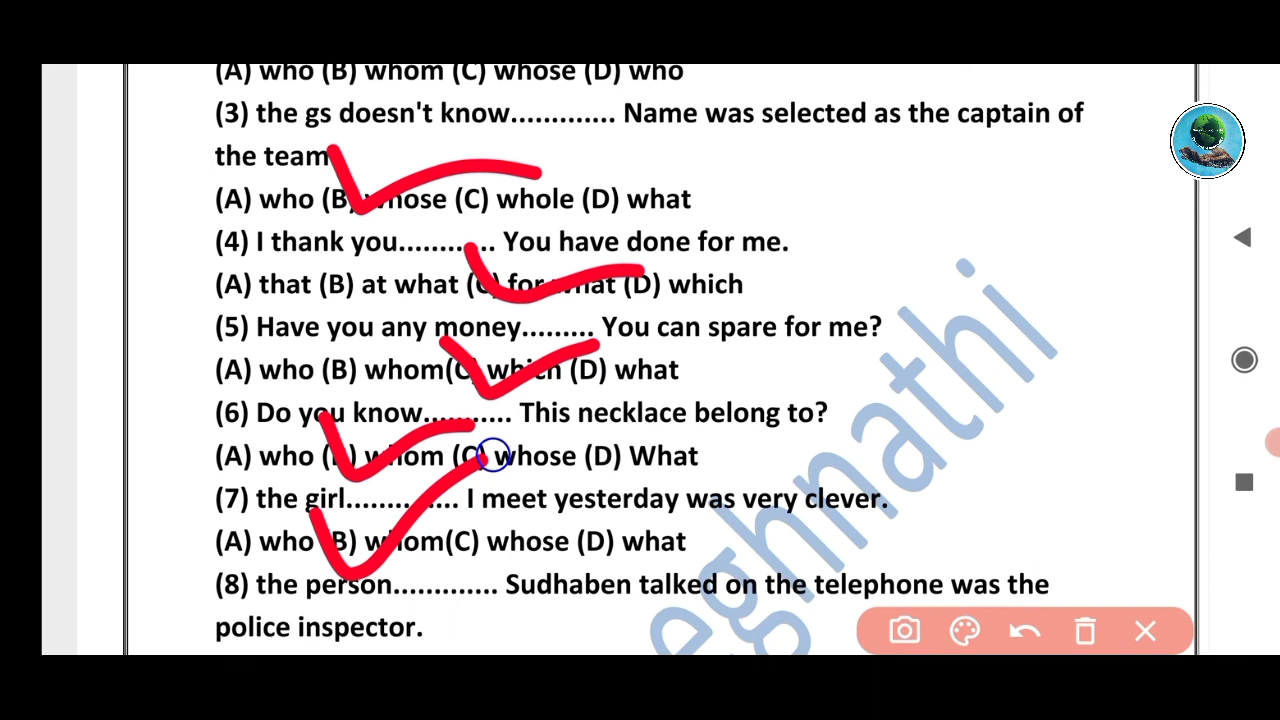 (A) who (B) whom (C) whose (D) who
(3) the gs doesn't know............. Name was selected as the captain of
the team
(A) who (B) whose (C) whole (D) what
(4) I thank you............ You have done for me.
(A) that (B) at what (C) for what (D) which
(5) Have you any money......... You can spare for me?
(A) who (B) whom(C) which (D) what
(6) Do you know........... This necklace belong to?
(A) who (B) whom (C) whose (D) What
(7) the girl.............. I meet yesterday was very clever.
(A) who (B) whom(C) whose (D) what
(8) the person............. Sudhaben talked on the telephone was the
police inspector.
eghnathi